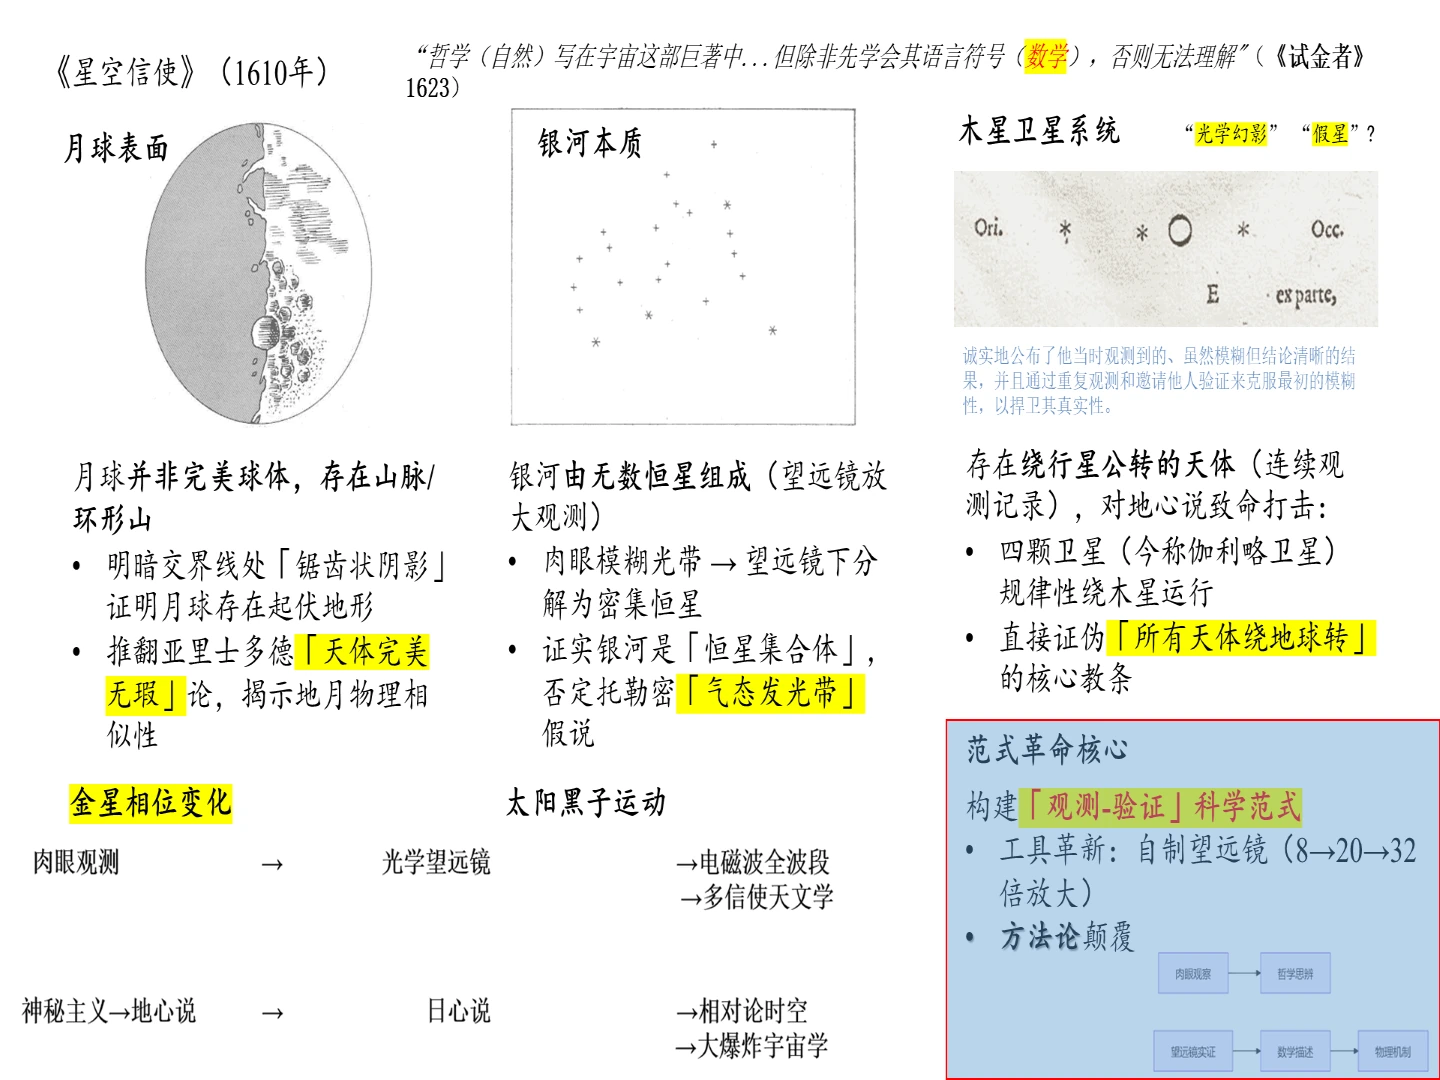 《星空信使》（1610年）
“哲学（自然）写在宇宙这部巨著中...但除非先学会其语言符号（数学），否则无法理解”（《试金者》
1623）
月球表面
银河本质
木星卫星系统
“光学幻影” “假星”？
Ori.
Occ.
E
ex parte,
诚实地公布了他当时观测到的、虽然模糊但结论清晰的结
果，并且通过重复观测和邀请他人验证来克服最初的模糊
性，以捍卫其真实性。
月球并非完美球体，存在山脉/
环形山
• 明暗交界线处「锯齿状阴影」
证明月球存在起伏地形
• 推翻亚里士多德「天体完美
无瑕」论，揭示地月物理相
似性
银河由无数恒星组成（望远镜放
大观测）
• 肉眼模糊光带 → 望远镜下分
解为密集恒星
• 证实银河是「恒星集合体」，
否定托勒密「气态发光带」
假说
存在绕行星公转的天体（连续观
测记录），对地心说致命打击：
• 四颗卫星（今称伽利略卫星）
规律性绕木星运行
• 直接证伪「所有天体绕地球转」
的核心教条
金星相位变化
太阳黑子运动
肉眼观测 → 光学望远镜 →电磁波全波段
→多信使天文学
神秘主义→地心说 → 日心说 →相对论时空
→大爆炸宇宙学
范式革命核心
构建「观测-验证」科学范式
• 工具革新：自制望远镜（8→20→32
倍放大）
• 方法论颠覆
肉眼观察 → 哲学思辨
望远镜实证 → 数学描述 → 物理机制